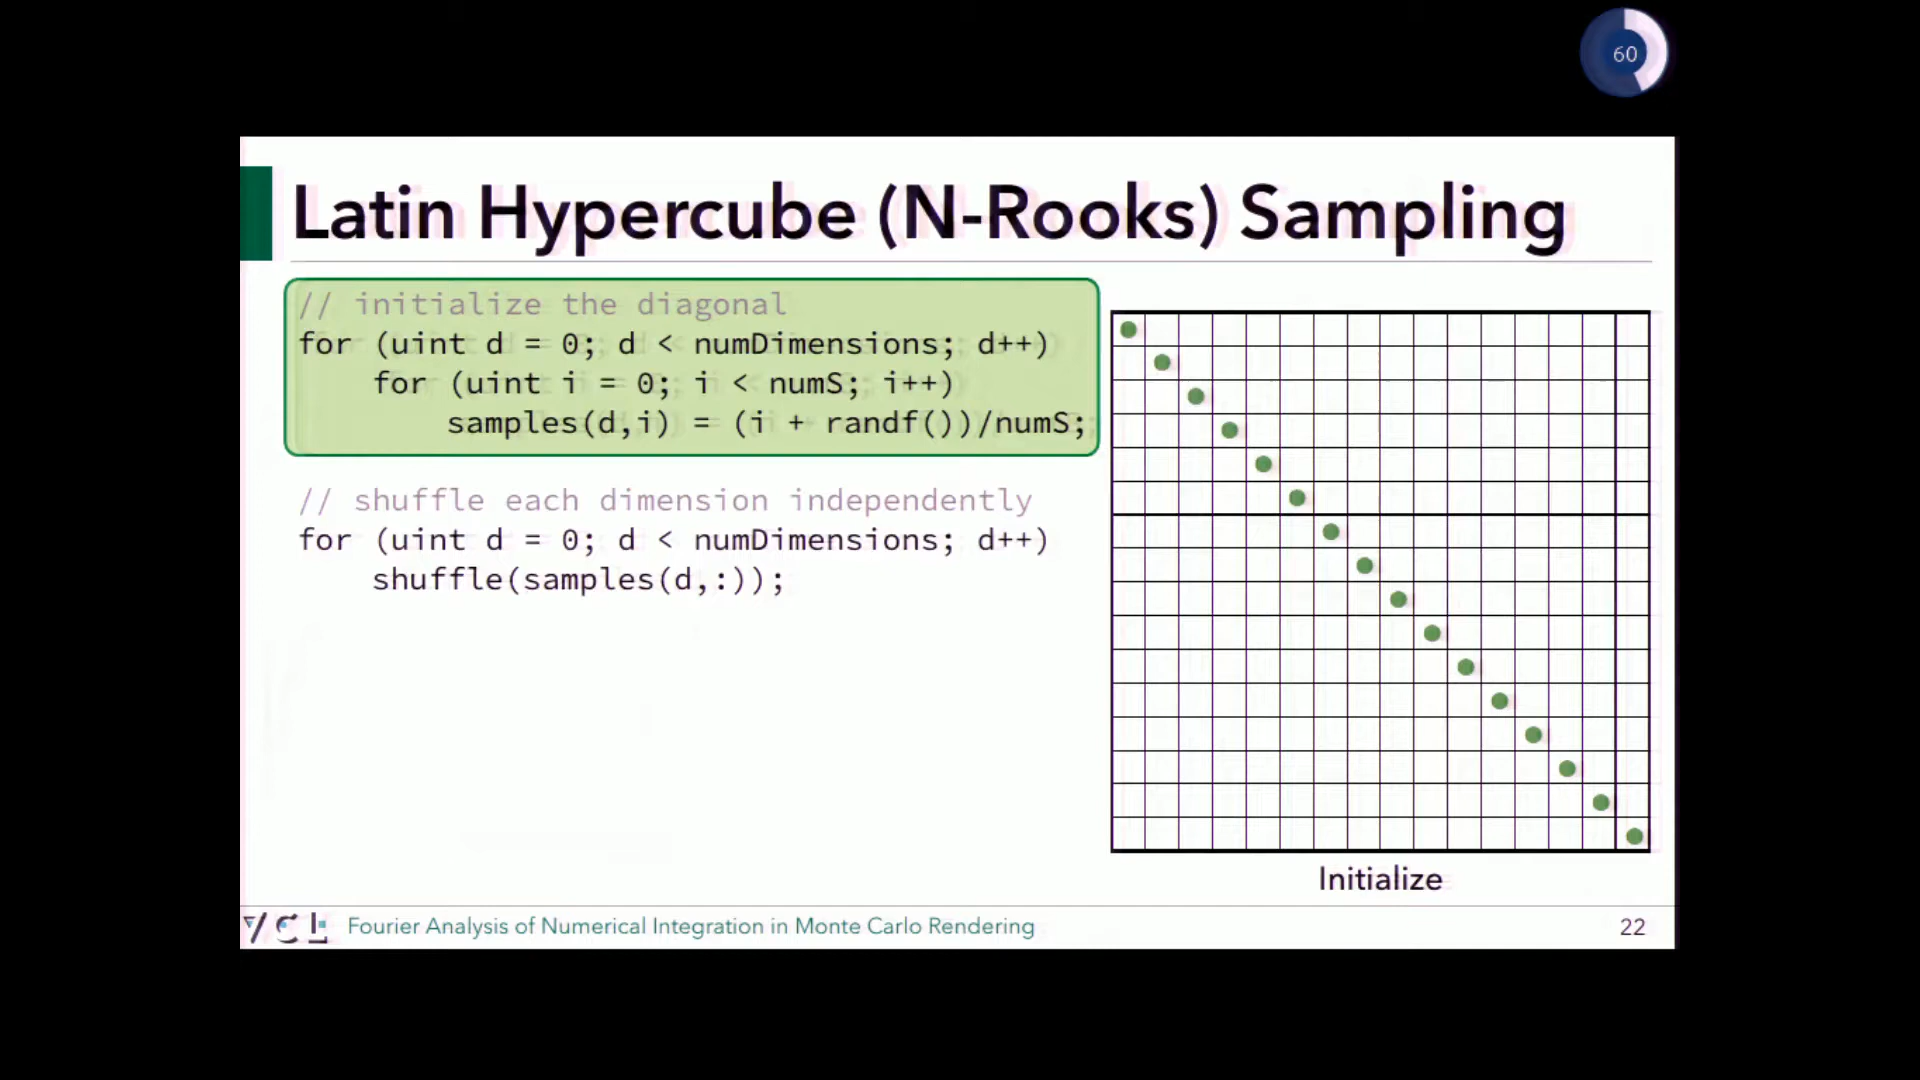 60
Latin Hypercube (N-Rooks) Sampling
// initialize the diagonal
for (uint d = 0; d < numDimensions; d++)
    for (uint i = 0; i < numS; i++)
        samples(d,i) = (i + randf())/numS;
// shuffle each dimension independently
for (uint d = 0; d < numDimensions; d++)
    shuffle(samples(d,:));
Initialize
Fourier Analysis of Numerical Integration in Monte Carlo Rendering
22